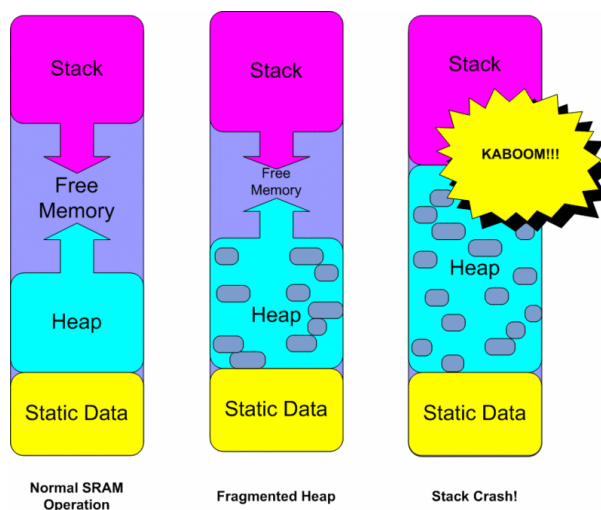 Stack
Free
Memory
Heap
Static Data
Normal SRAM
Operation
Stack
Free
Memory
Heap
Static Data
Fragmented Heap
Stack
KABOOM!!!
Heap
Static Data
Stack Crash!